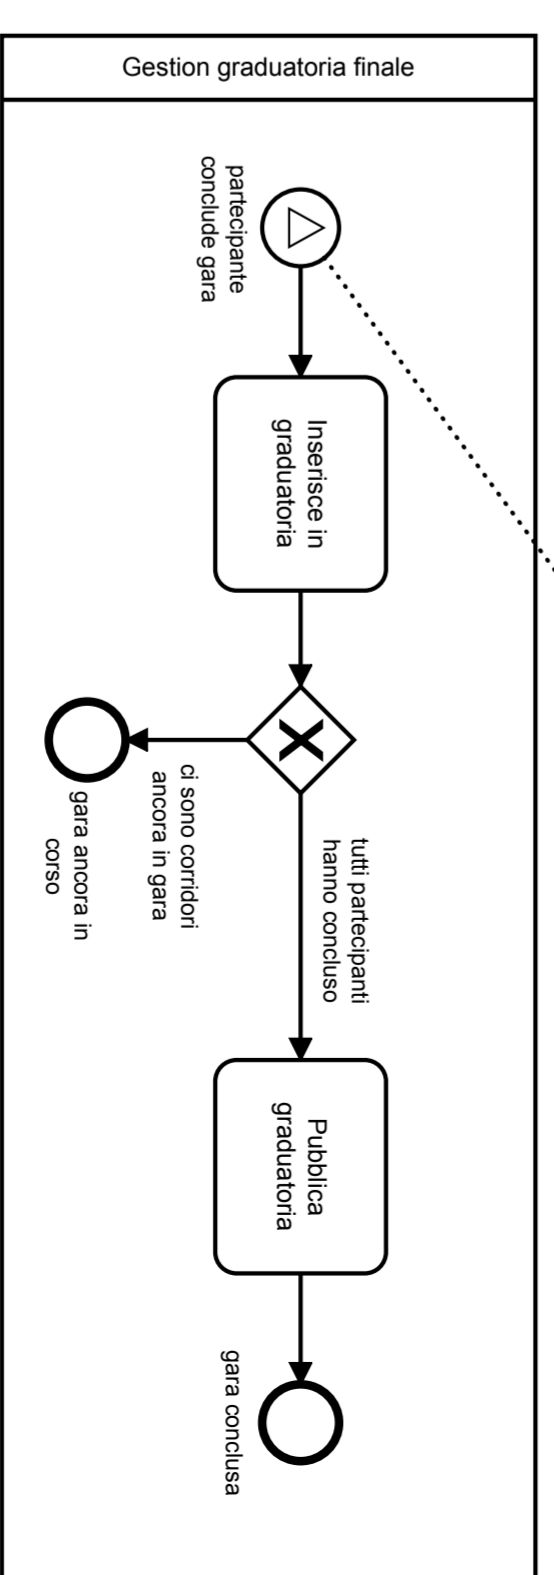 Gestion graduatoria finale
partecipante
conclude gara
Inserisce in
graduatoria
X
ci sono corridori
ancora in gara
gara ancora in
corso
tutti partecipanti
hanno concluso
Pubblica
graduatoria
gara conclusa